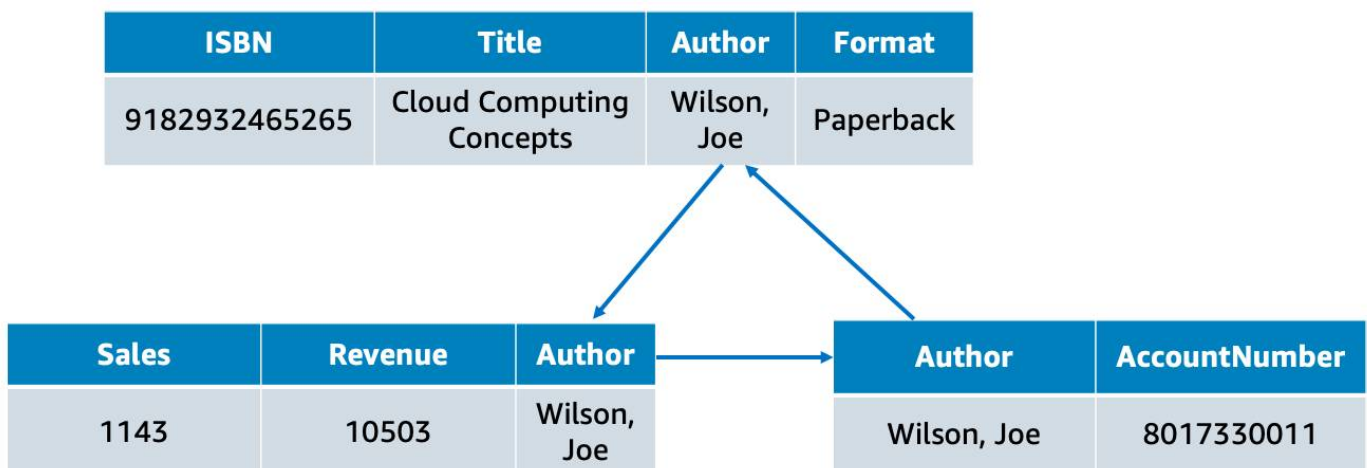 ISBN Title Author Format
9182932465265 Cloud Computing Concepts Wilson, Joe Paperback
Sales Revenue Author
1143 10503 Wilson, Joe
Author AccountNumber
Wilson, Joe 8017330011